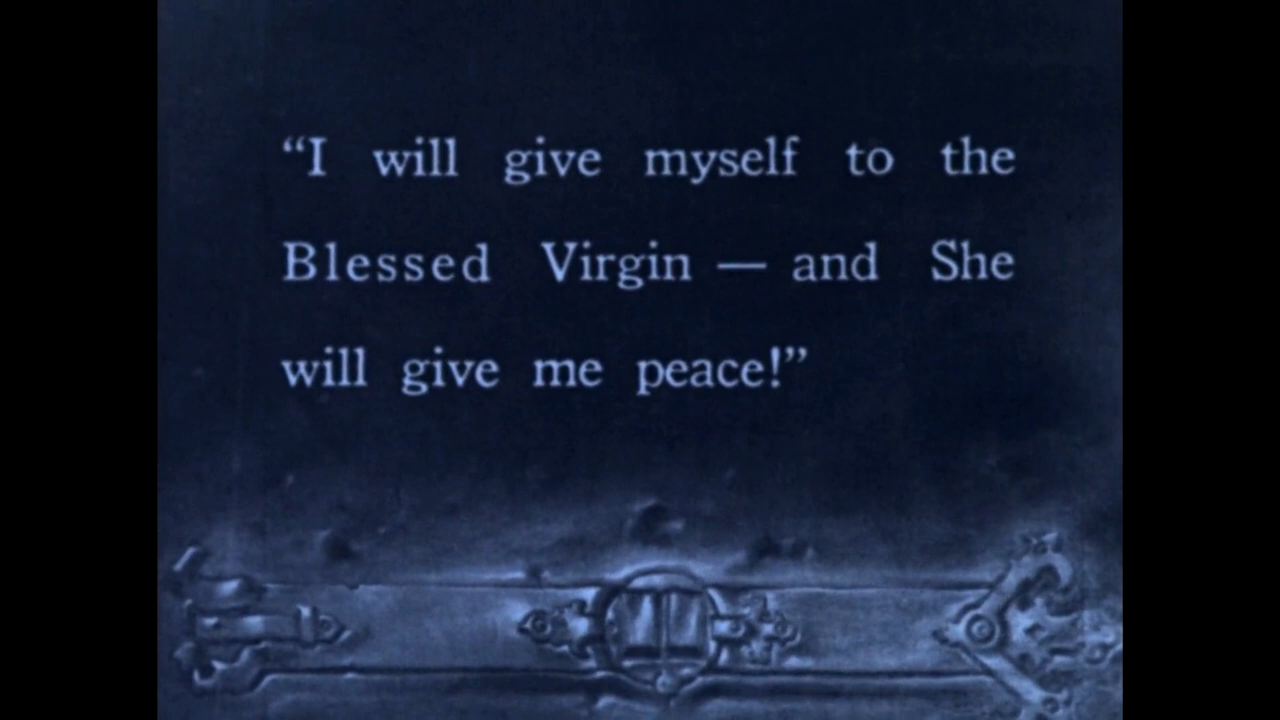 “I will give myself to the
Blessed Virgin — and She
will give me peace!”